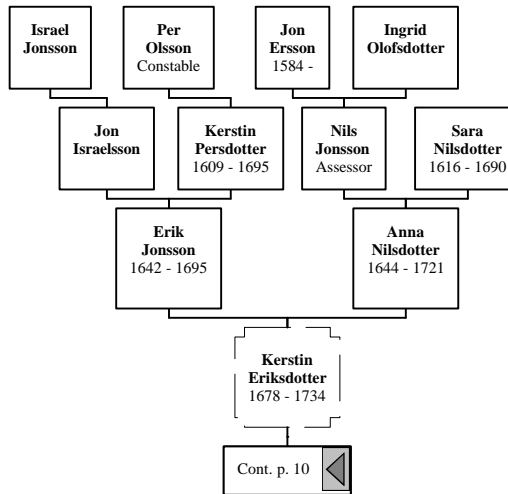 Israel
Jonsson
Per
Olsson
Constable
Jon
Ersson
1584 -
Ingrid
Olofsdotter
Jon
Israelsson
Kerstin
Persdotter
1609 - 1695
Nils
Jonsson
Assessor
Sara
Nilsdotter
1616 - 1690
Erik
Jonsson
1642 - 1695
Anna
Nilsdotter
1644 - 1721
Kerstin
Eriksdotter
1678 - 1734
Cont. p. 10